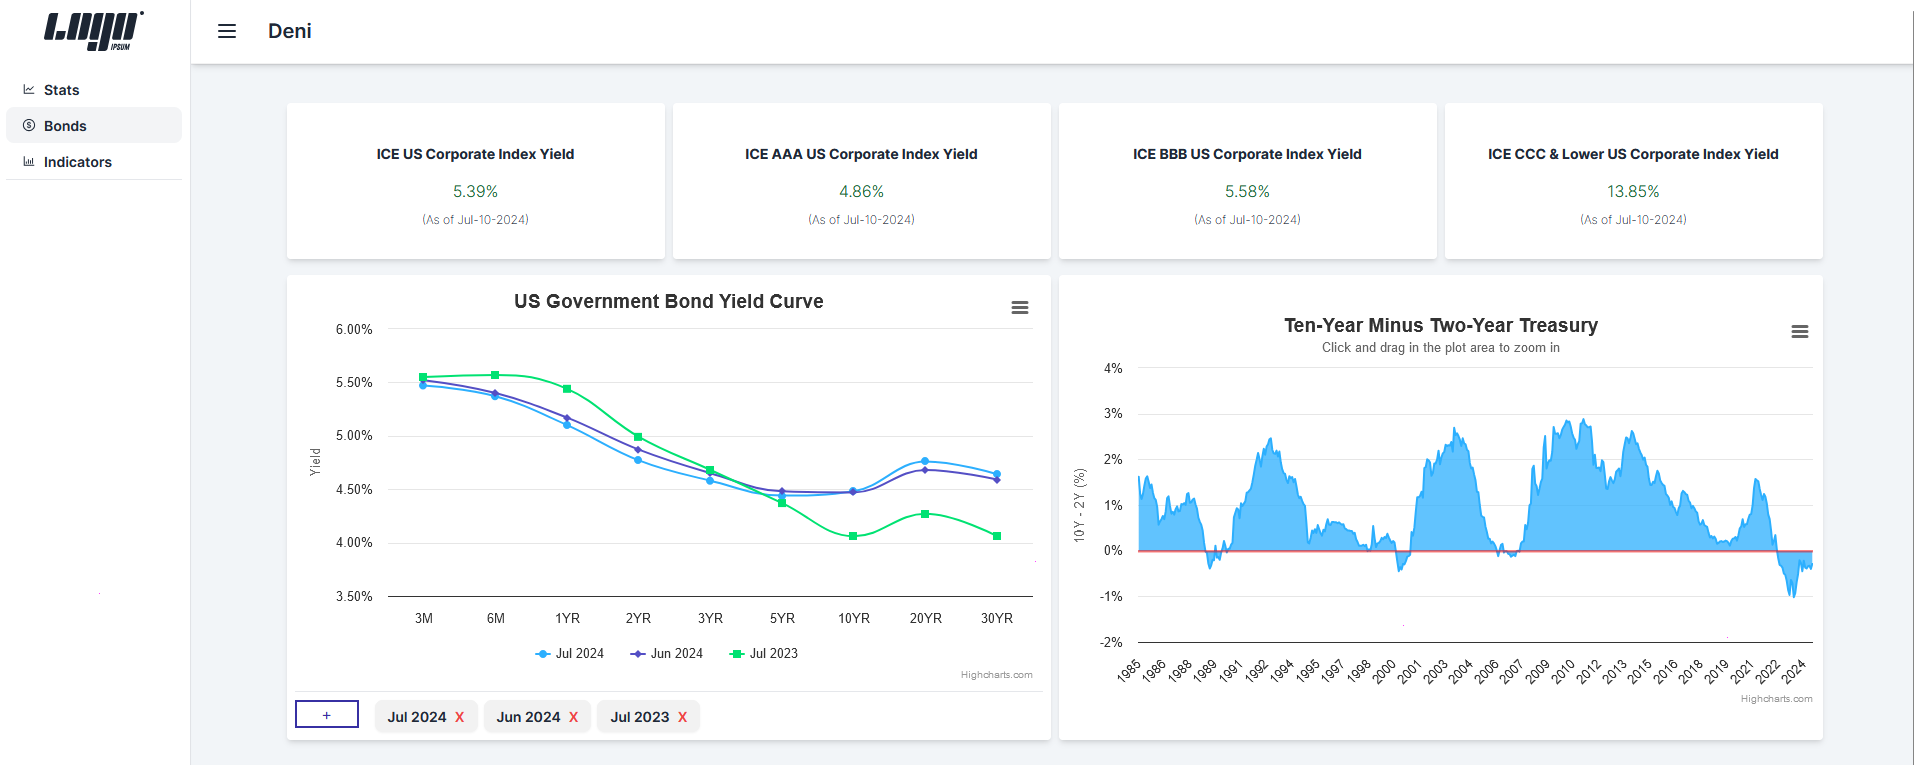 Logo
IPSUM
Deni
Stats
Bonds
Indicators
ICE US Corporate Index Yield
5.39%
(As of Jul-10-2024)
ICE AAA US Corporate Index Yield
4.86%
(As of Jul-10-2024)
ICE BBB US Corporate Index Yield
5.58%
(As of Jul-10-2024)
ICE CCC & Lower US Corporate Index Yield
13.85%
(As of Jul-10-2024)
US Government Bond Yield Curve
Yield
6.00%
5.50%
5.00%
4.50%
4.00%
3.50%
3M 6M 1YR 2YR 3YR 5YR 10YR 20YR 30YR
Jul 2024 Jun 2024 Jul 2023
Highcharts.com
+ Jul 2024 X Jun 2024 X Jul 2023 X
Ten-Year Minus Two-Year Treasury
Click and drag in the plot area to zoom in
10Y - 2Y (%)
4%
3%
2%
1%
0%
-1%
-2%
1985 1986 1988 1989 1991 1992 1994 1995 1997 1998 2000 2001 2003 2004 2006 2007 2009 2010 2012 2013 2015 2016 2018 2019 2021 2022 2024
Highcharts.com